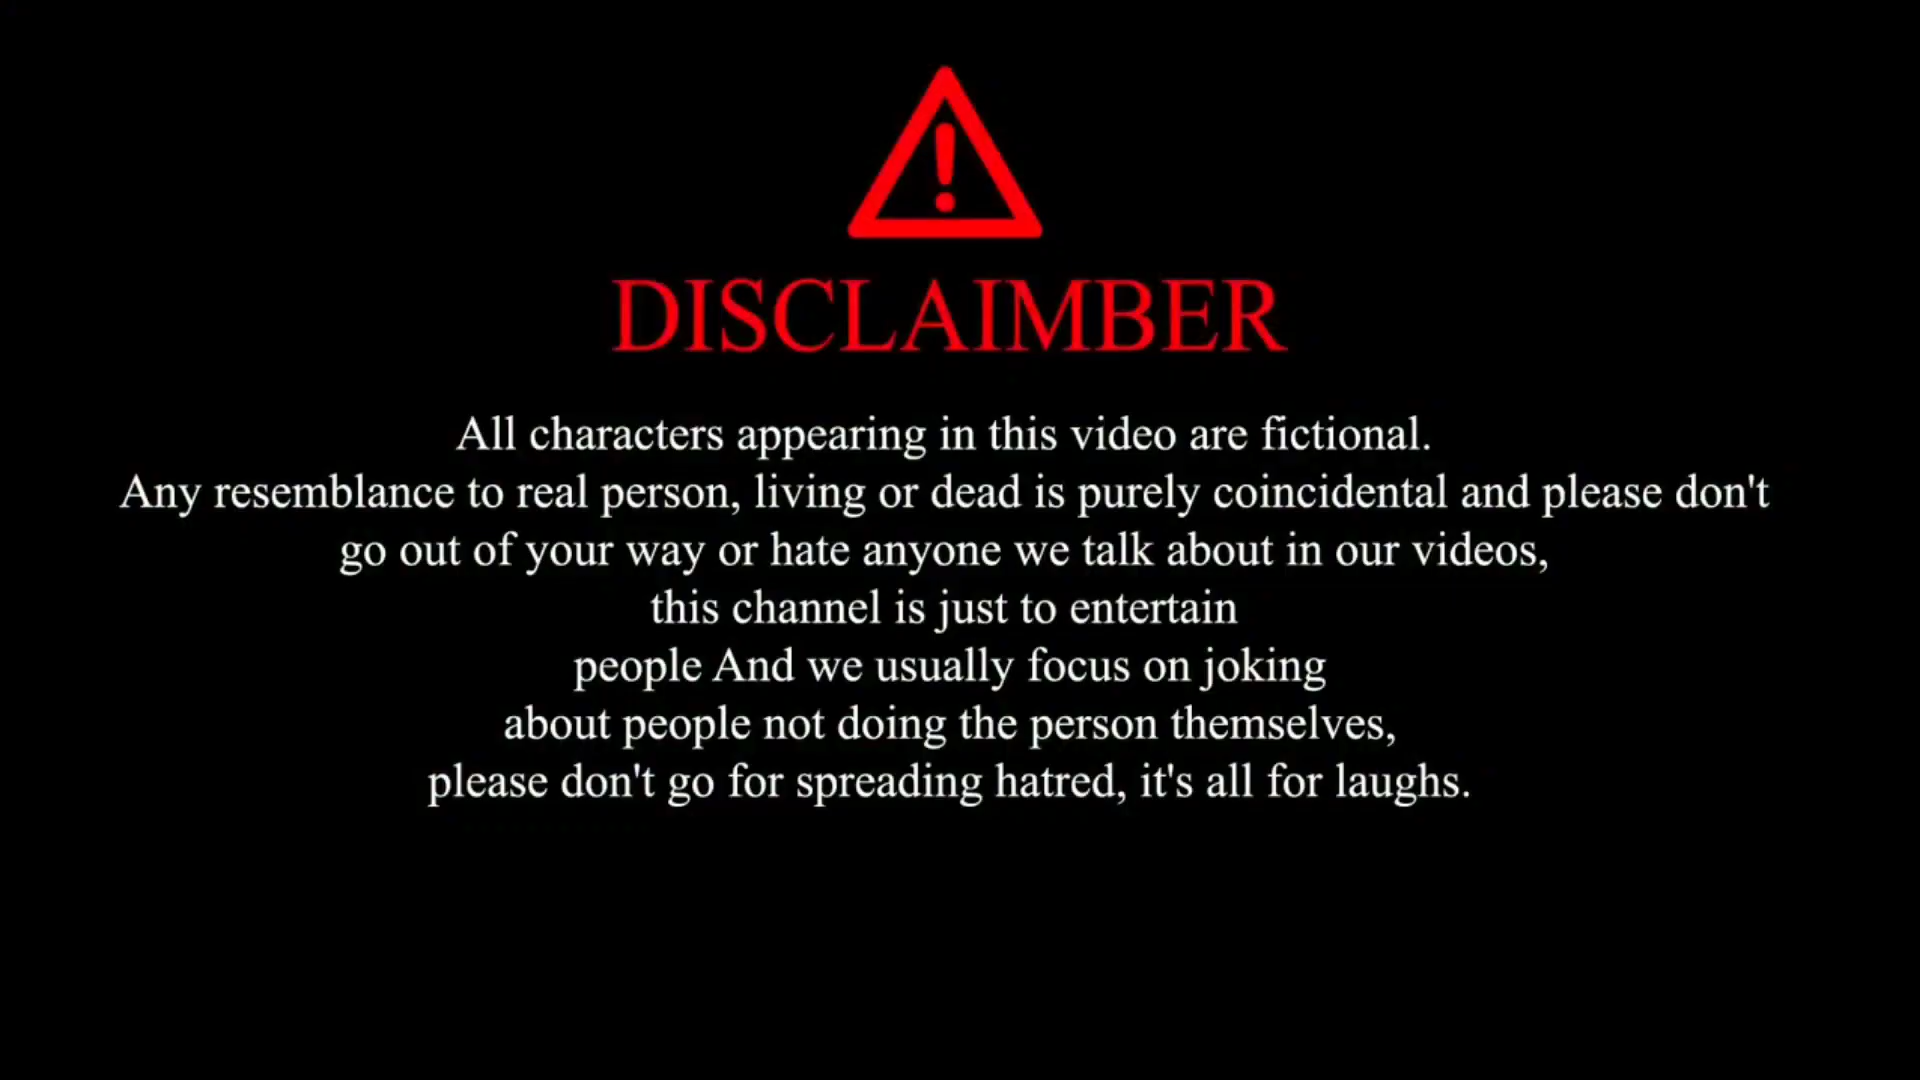 DISCLAIMBER
All characters appearing in this video are fictional.
Any resemblance to real person, living or dead is purely coincidental and please don't
go out of your way or hate anyone we talk about in our videos,
this channel is just to entertain
people And we usually focus on joking
about people not doing the person themselves,
please don't go for spreading hatred, it's all for laughs.